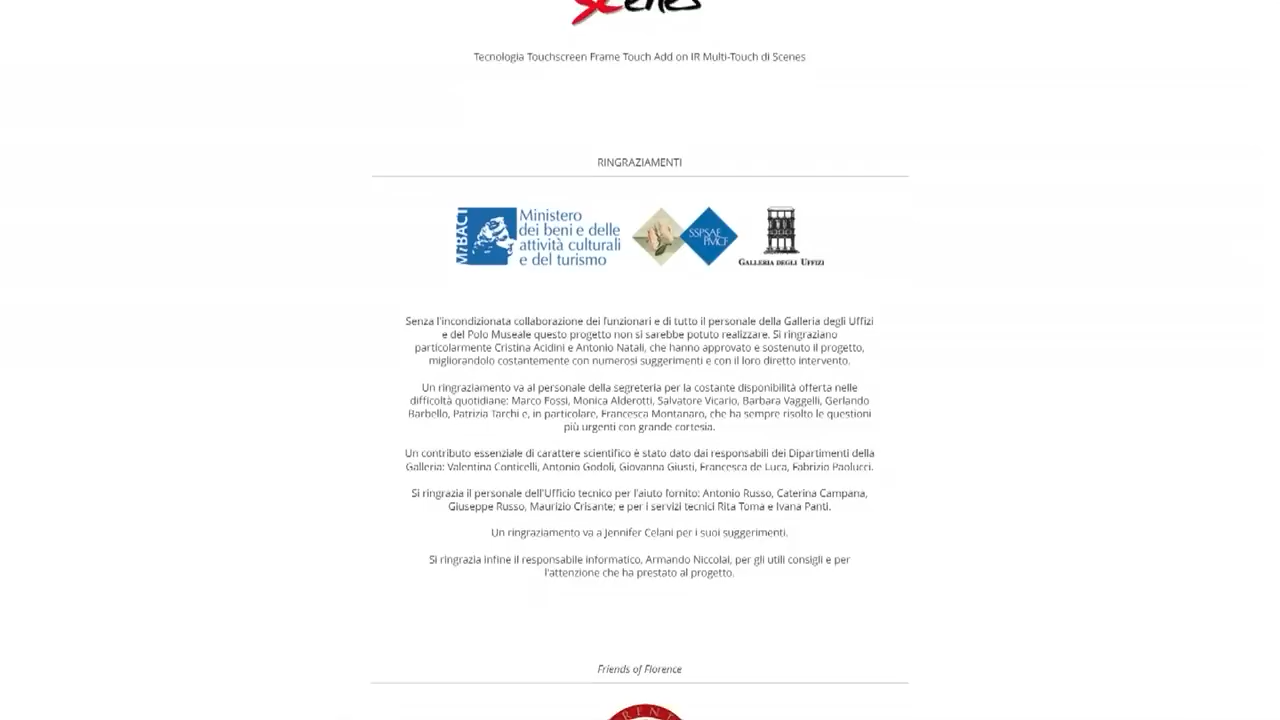 Scenes
Tecnologia Touchscreen Frame Touch Add on IR Multi-Touch di Scenes
RINGRAZIAMENTI
MiBACT
Ministero
dei beni e delle
attività culturali
e del turismo
SSPSAE
PMCF
GALLERIA DEGLI UFFIZI
Senza l'incondizionata collaborazione dei funzionari e di tutto il personale della Galleria degli Uffizi
e del Polo Museale questo progetto non si sarebbe potuto realizzare. Si ringraziano
particolarmente Cristina Acidini e Antonio Natali, che hanno approvato e sostenuto il progetto,
migliorandolo costantemente con numerosi suggerimenti e con il loro diretto intervento.
Un ringraziamento va al personale della segreteria per la costante disponibilità offerta nelle
difficoltà quotidiane: Marco Fossi, Monica Alderotti, Salvatore Vicario, Barbara Vaggelli, Gerlando
Barbello, Patrizia Tarchi e, in particolare, Francesca Montanaro, che ha sempre risolto le questioni
più urgenti con grande cortesia.
Un contributo essenziale di carattere scientifico è stato dato dai responsabili dei Dipartimenti della
Galleria: Valentina Conticelli, Antonio Godoli, Giovanna Giusti, Francesca de Luca, Fabrizio Paolucci.
Si ringrazia il personale dell'Ufficio tecnico per l'aiuto fornito: Antonio Russo, Caterina Campana,
Giuseppe Russo, Maurizio Crisante; e per i servizi tecnici Rita Toma e Ivana Panti.
Un ringraziamento va a Jennifer Celani per i suoi suggerimenti.
Si ringrazia infine il responsabile informatico, Armando Niccolai, per gli utili consigli e per
l'attenzione che ha prestato al progetto.
Friends of Florence